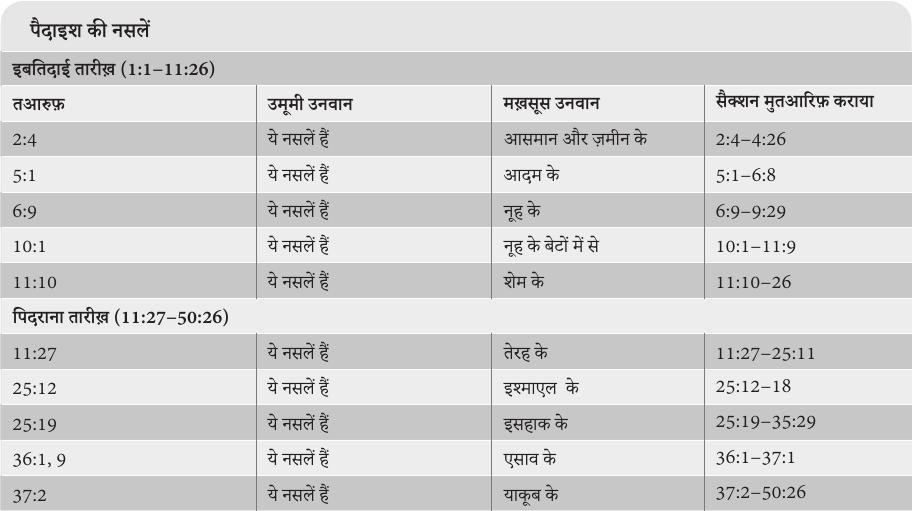 पैदाइश की नसलें
इबतिदाई तारीख़ (1:1–11:26)
तआरुफ़ उमूमी उनवान मख़सूस उनवान सैक्शन मुतआरिफ़ कराया
2:4 ये नसलें हैं आसमान और ज़मीन के 2:4–4:26
5:1 ये नसलें हैं आदम के 5:1–6:8
6:9 ये नसलें हैं नूह के 6:9–9:29
10:1 ये नसलें हैं नूह के बेटों में से 10:1–11:9
11:10 ये नसलें हैं शेम के 11:10–26
पिदराना तारीख़ (11:27–50:26)
11:27 ये नसलें हैं तेरह के 11:27–25:11
25:12 ये नसलें हैं इश्माएल के 25:12–18
25:19 ये नसलें हैं इसहाक के 25:19–35:29
36:1, 9 ये नसलें हैं एसाव के 36:1–37:1
37:2 ये नसलें हैं याकूब के 37:2–50:26